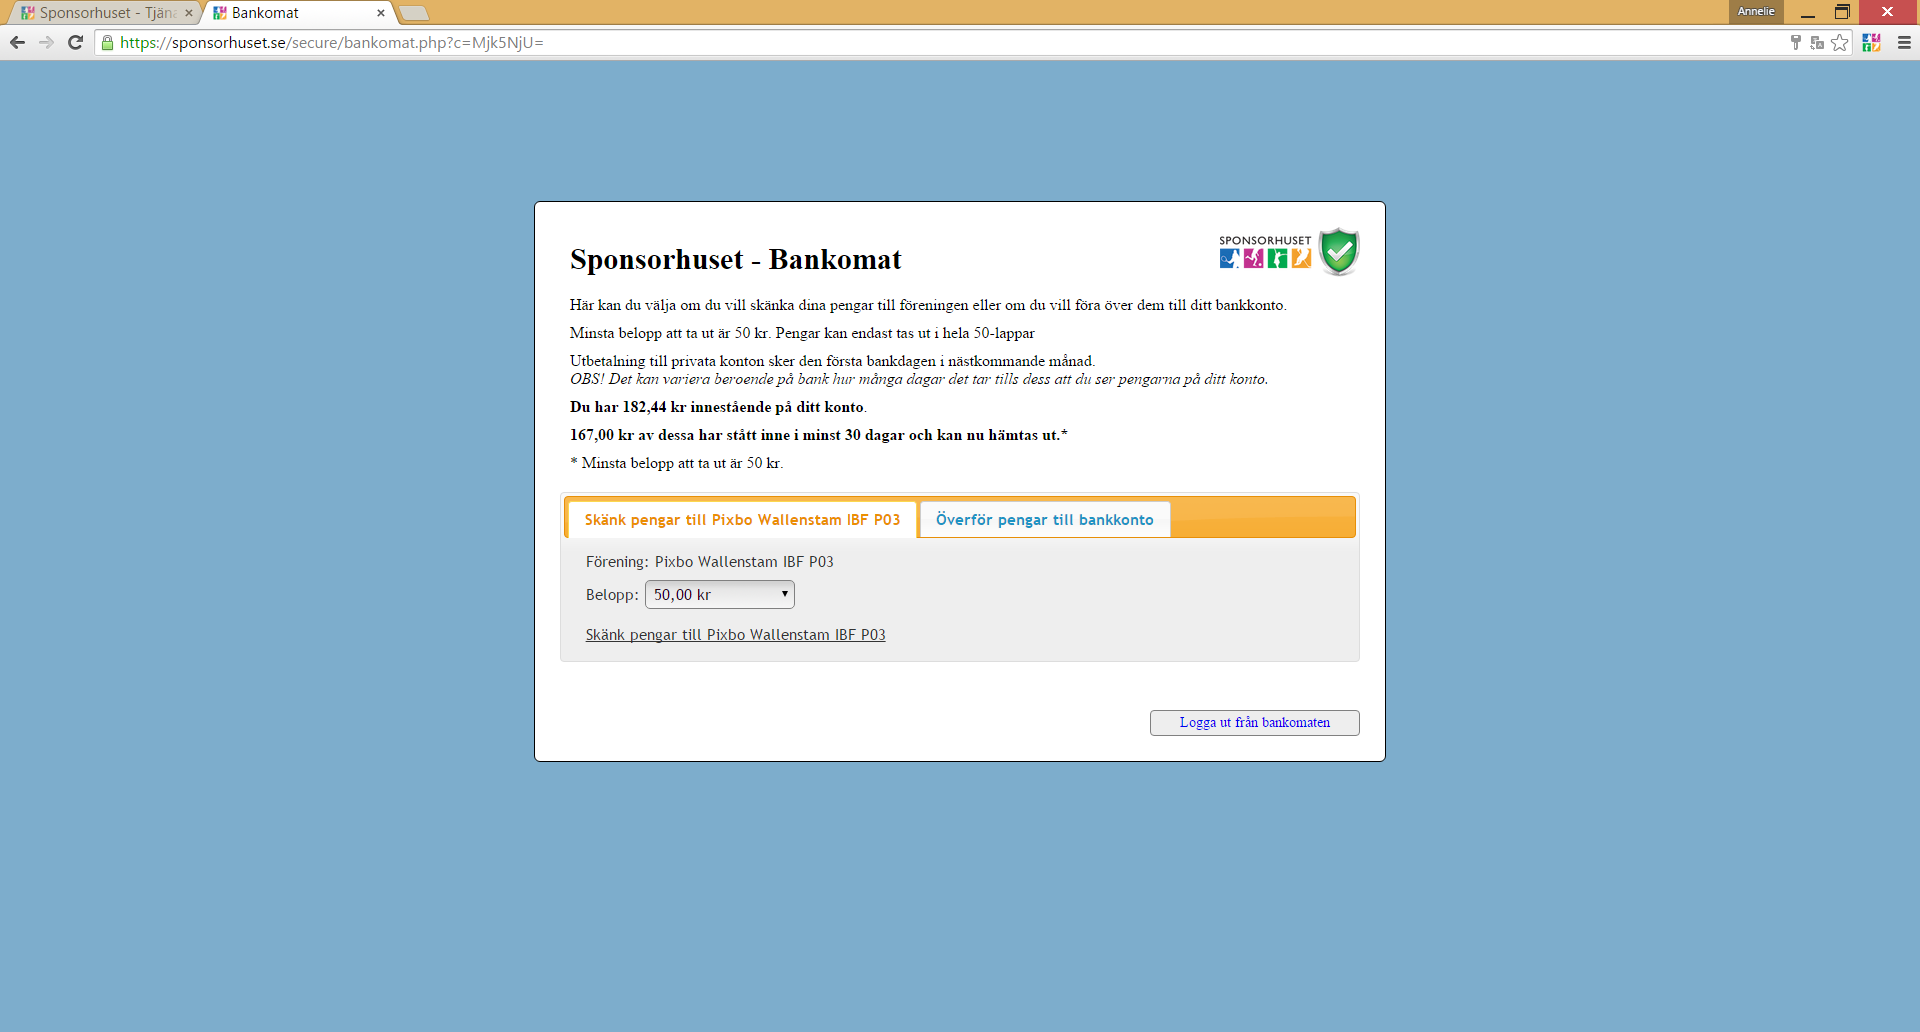 Sponsorhuset - Tjäna
Bankomat
Annelie
https://sponsorhuset.se/secure/bankomat.php?c=Mjk5NjU=
SPONSORHUSET
Sponsorhuset - Bankomat
Här kan du välja om du vill skänka dina pengar till föreningen eller om du vill föra över dem till ditt bankkonto.
Minsta belopp att ta ut är 50 kr. Pengar kan endast tas ut i hela 50-lappar
Utbetalning till privata konton sker den första bankdagen i nästkommande månad.
OBS! Det kan variera beroende på bank hur många dagar det tar tills dess att du ser pengarna på ditt konto.
Du har 182,44 kr innestående på ditt konto.
167,00 kr av dessa har stått inne i minst 30 dagar och kan nu hämtas ut.*
* Minsta belopp att ta ut är 50 kr.
Skänk pengar till Pixbo Wallenstam IBF P03
Överför pengar till bankkonto
Förening: Pixbo Wallenstam IBF P03
Belopp: 50,00 kr
Skänk pengar till Pixbo Wallenstam IBF P03
Logga ut från bankomaten